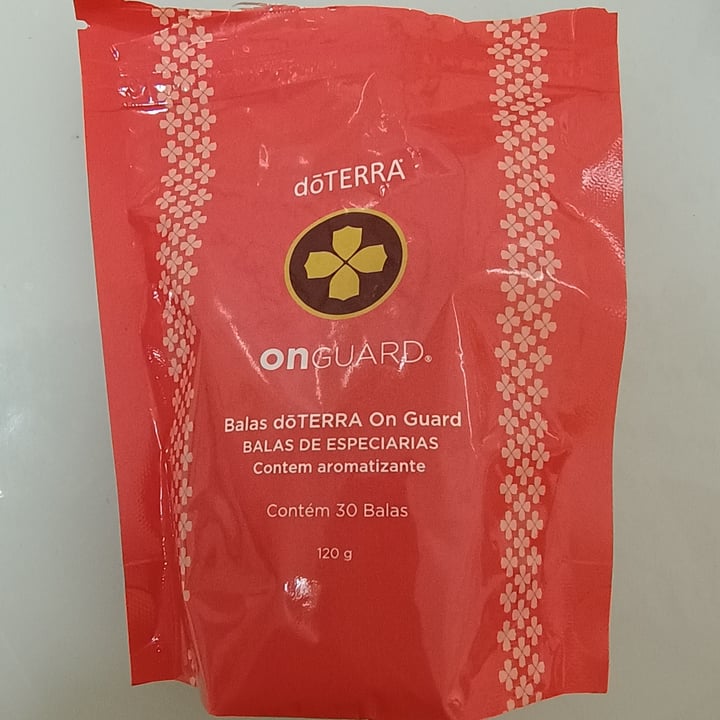 dōTERRA
onGUARD®
Balas dōTERRA On Guard
BALAS DE ESPECIARIAS
Contem aromatizante
Contém 30 Balas
120 g